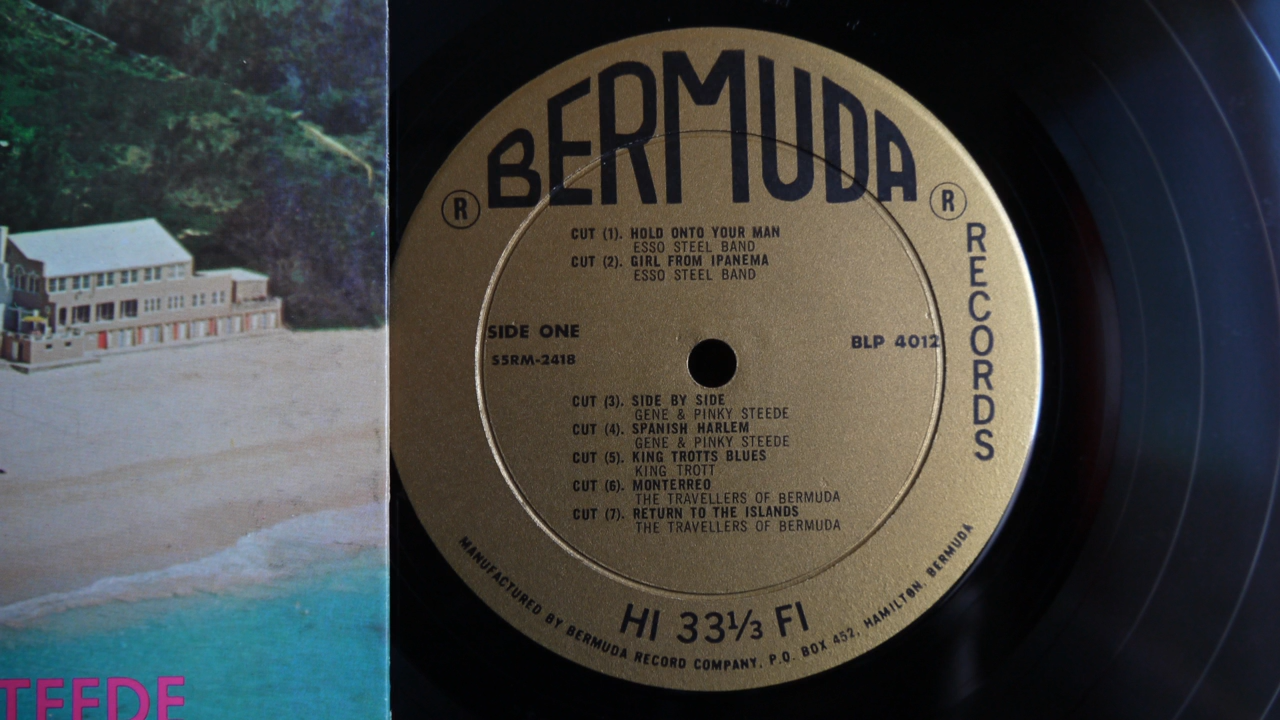 BERMUDA
R
R
RECORDS
CUT (1). HOLD ONTO YOUR MAN
ESSO STEEL BAND
CUT (2). GIRL FROM IPANEMA
ESSO STEEL BAND
SIDE ONE
S5RM-2418
BLP 4012
CUT (3). SIDE BY SIDE
GENE & PINKY STEEDE
CUT (4). SPANISH HARLEM
GENE & PINKY STEEDE
CUT (5). KING TROTTS BLUES
KING TROTT
CUT (6). MONTERREO
THE TRAVELLERS OF BERMUDA
CUT (7). RETURN TO THE ISLANDS
THE TRAVELLERS OF BERMUDA
HI 33⅓ FI
MANUFACTURED BY BERMUDA RECORD COMPANY, P.O. BOX 452, HAMILTON, BERMUDA
TEEDE